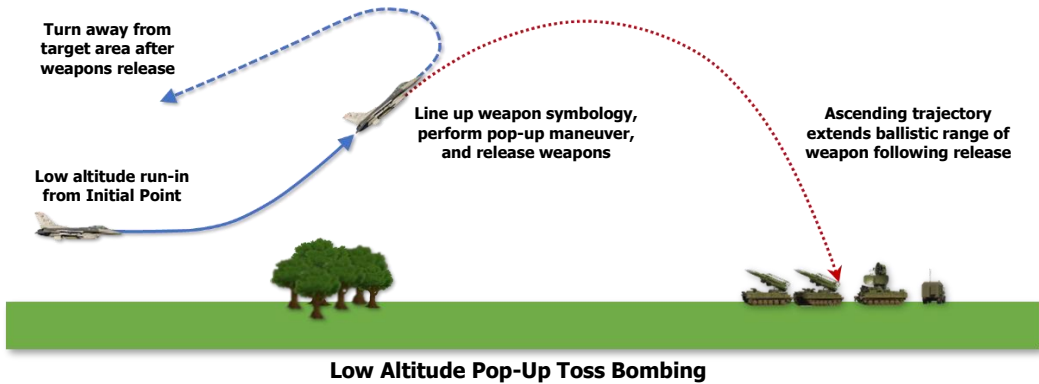 Turn away from
target area after
weapons release
Line up weapon symbology,
perform pop-up maneuver,
and release weapons
Ascending trajectory
extends ballistic range of
weapon following release
Low altitude run-in
from Initial Point
Low Altitude Pop-Up Toss Bombing